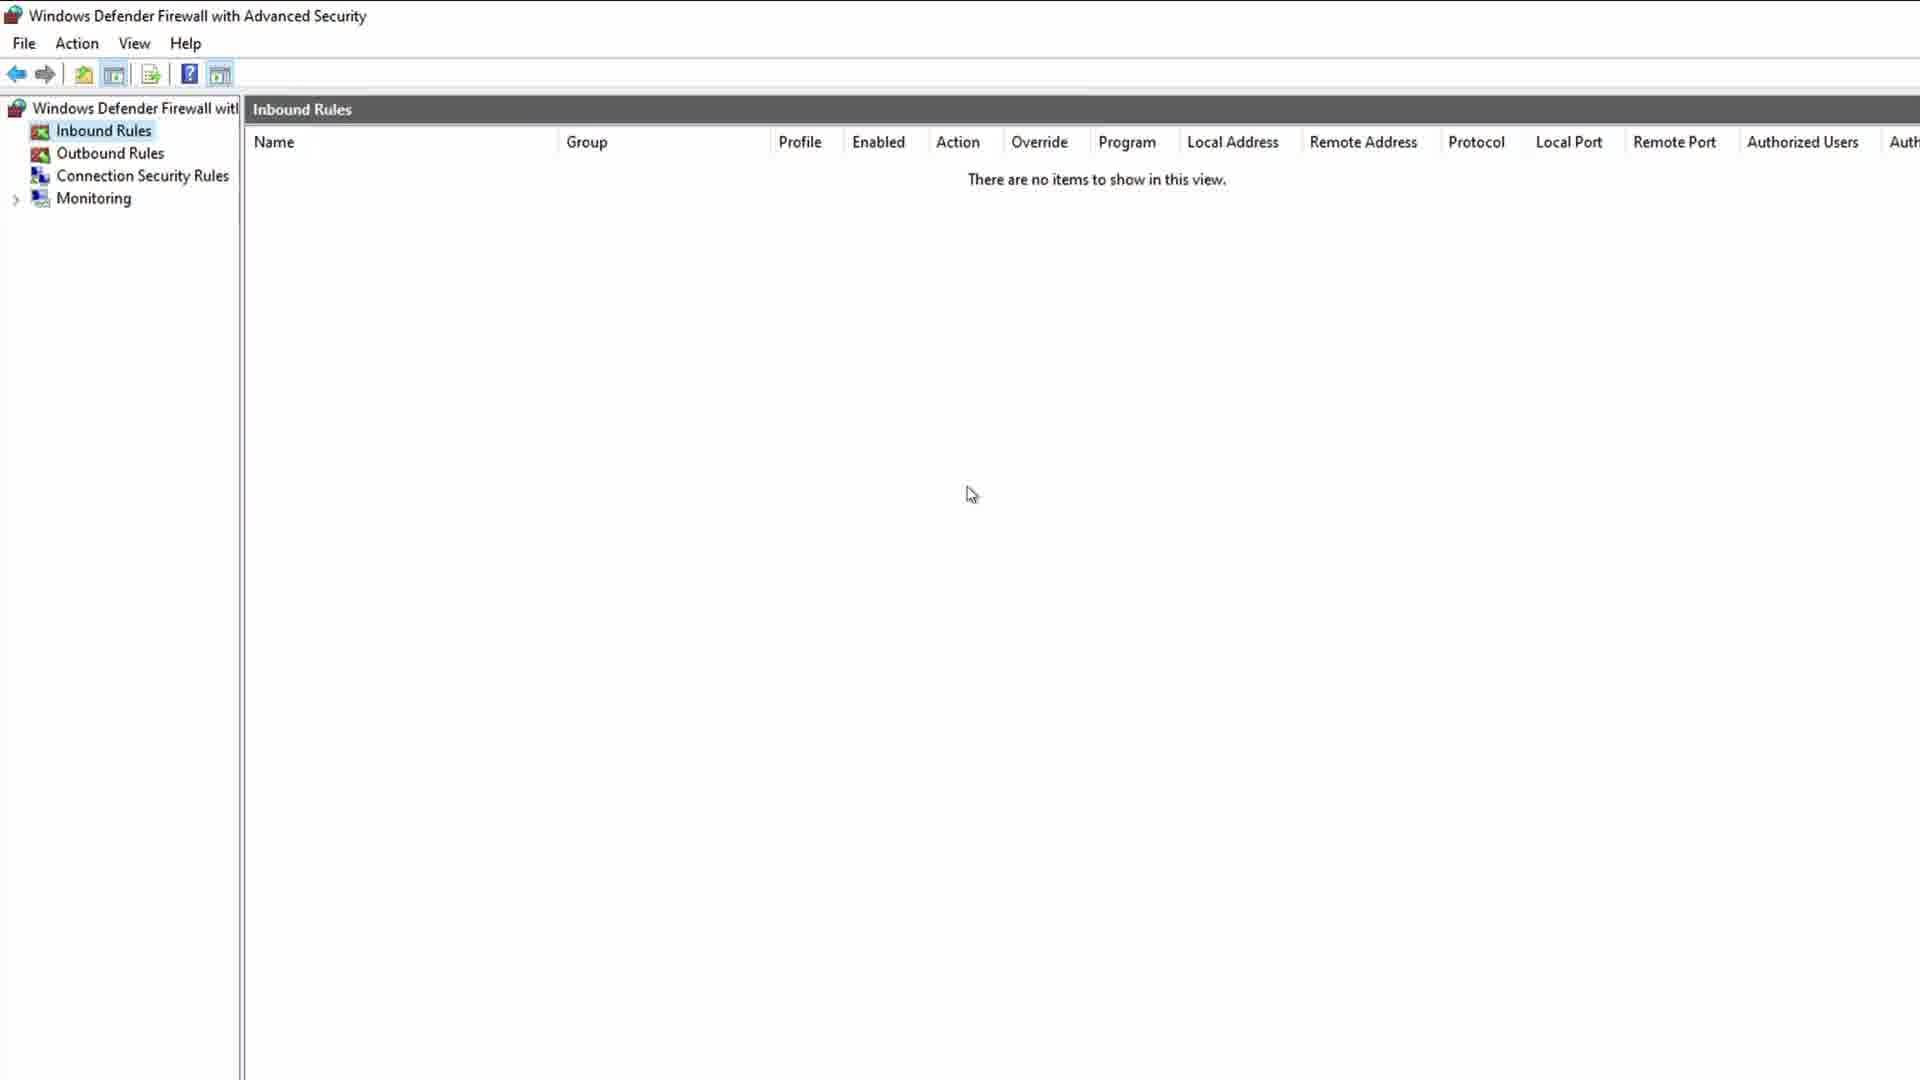 Windows Defender Firewall with Advanced Security
File Action View Help
?
Windows Defender Firewall with
Inbound Rules
Outbound Rules
Connection Security Rules
Monitoring
Inbound Rules
Name Group Profile Enabled Action Override Program Local Address Remote Address Protocol Local Port Remote Port Authorized Users Auth
There are no items to show in this view.